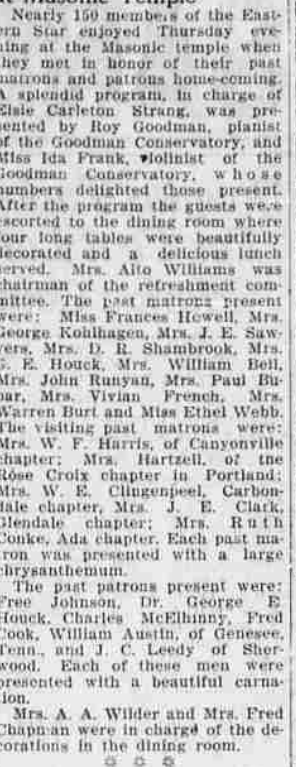 Nearly 150 members of the East-
ern Star enjoyed Thursday eve-
ning at the Masonic temple when
they met in honor of their past
matrons and patrons home-coming.
A splendid program, in charge of
Elsie Carleton Strang, was pre-
sented by Roy Goodman, pianist
of the Goodman Conservatory, and
Miss Ida Frank, violinist of the
Goodman Conservatory, whose
numbers delighted those present.
After the program the guests were
escorted to the dining room where
four long tables were beautifully
decorated and a delicious lunch
served. Mrs. Alto Williams was
chairman of the refreshment com-
mittee. The past matrons present
were: Miss Frances Howell, Mrs.
George Kohlhagen, Mrs. J. E. Saw-
yers, Mrs. D. R. Shambrook, Mrs.
E. Houck, Mrs. William Bell,
Mrs. John Runyan, Mrs. Paul Bu-
bar, Mrs. Vivian French, Mrs.
Warren Burt and Miss Ethel Webb.
The visiting past matrons were:
Mrs. W. F. Harris, of Canyonville
chapter; Mrs. Hartzell, of the
Rose Croix chapter in Portland;
Mrs. W. E. Clingenpeel, Carbon-
dale chapter, Mrs. J. E. Clark,
Glendale chapter; Mrs. Ruth
Conke, Ada chapter. Each past ma-
tron was presented with a large
chrysanthemum.
The past patrons present were:
Free Johnson, Dr. George E.
Houck, Charles McElhinny, Fred
Cook, William Austin, of Genesee,
Tenn., and J. C. Leedy of Sher-
wood. Each of these men were
presented with a beautiful carna-
tion.
Mrs. A. A. Wilder and Mrs. Fred
Chapman were in charge of the de-
corations in the dining room.